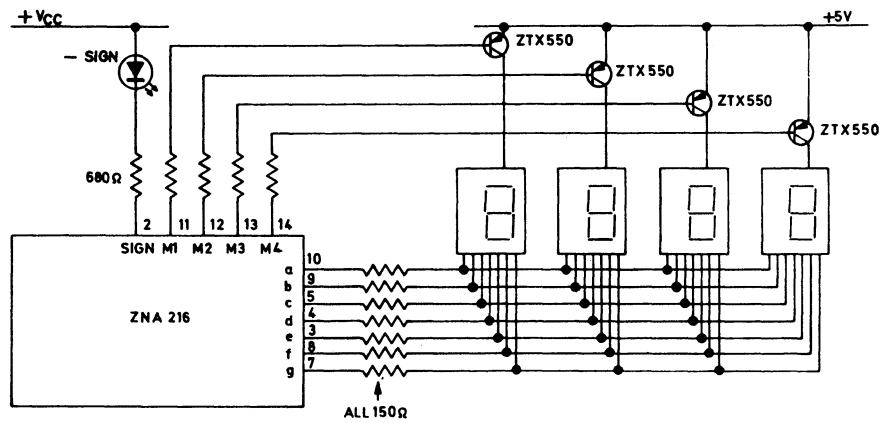 + VCC
+5V
- SIGN
ZTX550
ZTX550
ZTX550
ZTX550
680Ω
2 11 12 13 14
SIGN M1 M2 M3 M4
ZNA 216
a 10
b 9
c 5
d 4
e 3
f 8
g 7
ALL 150Ω